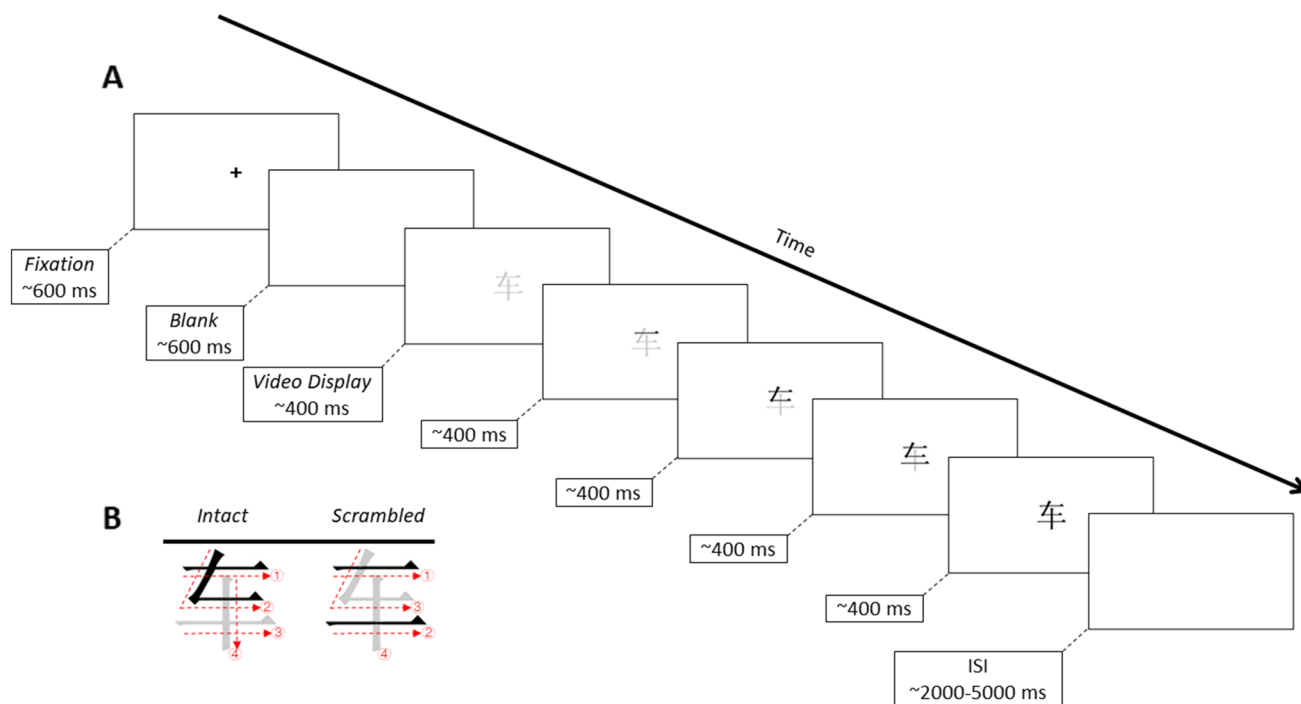 A
Time
+
Fixation
~600 ms
Blank
~600 ms
车
Video Display
~400 ms
车
~400 ms
车
~400 ms
车
~400 ms
车
~400 ms
ISI
~2000-5000 ms
B
Intact Scrambled
车 车
① ①
② ③
③ ②
④ ④